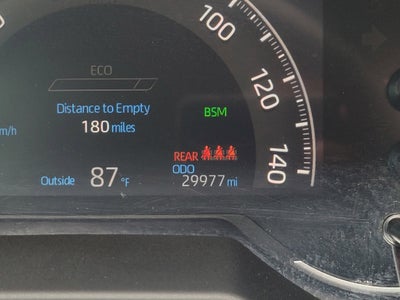 100
ECO
120
Distance to Empty
BSM
180 miles
m/h
140
REAR
ODO
Outside 87 °F
29977 mi